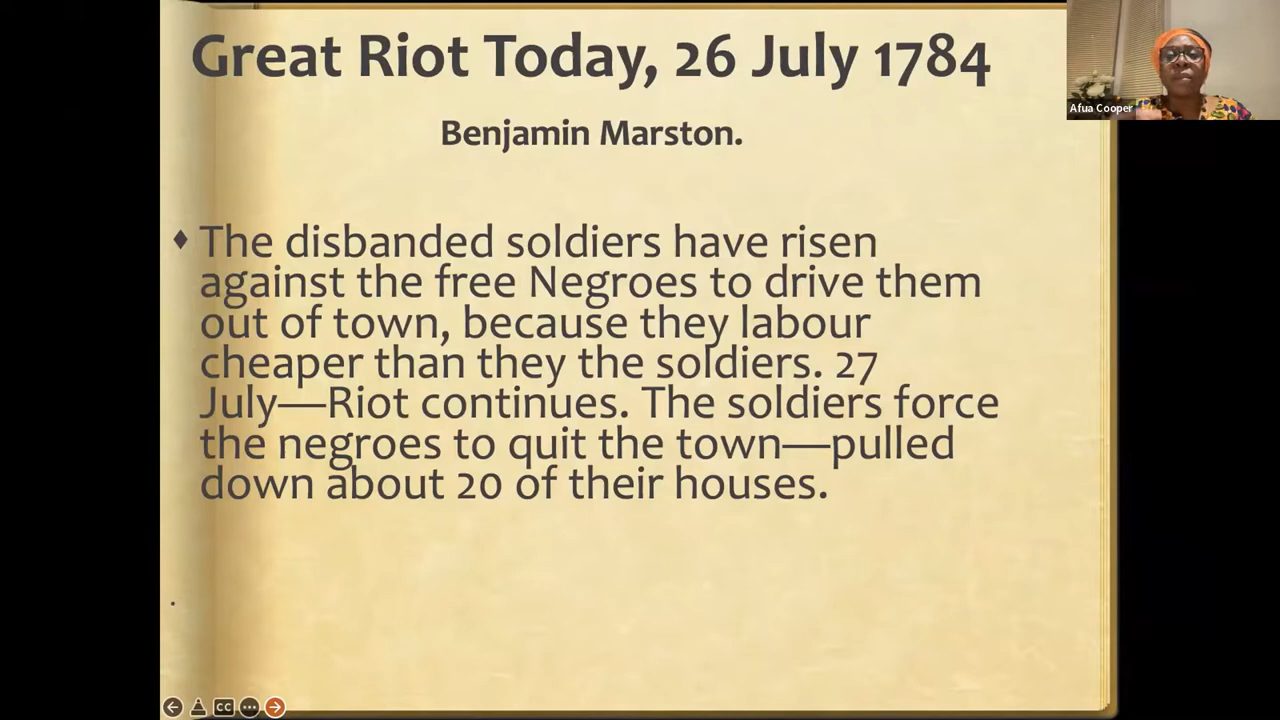 Great Riot Today, 26 July 1784
Benjamin Marston.
The disbanded soldiers have risen
against the free Negroes to drive them
out of town, because they labour
cheaper than they the soldiers. 27
July—Riot continues. The soldiers force
the negroes to quit the town—pulled
down about 20 of their houses.
.
Afua Cooper
CC